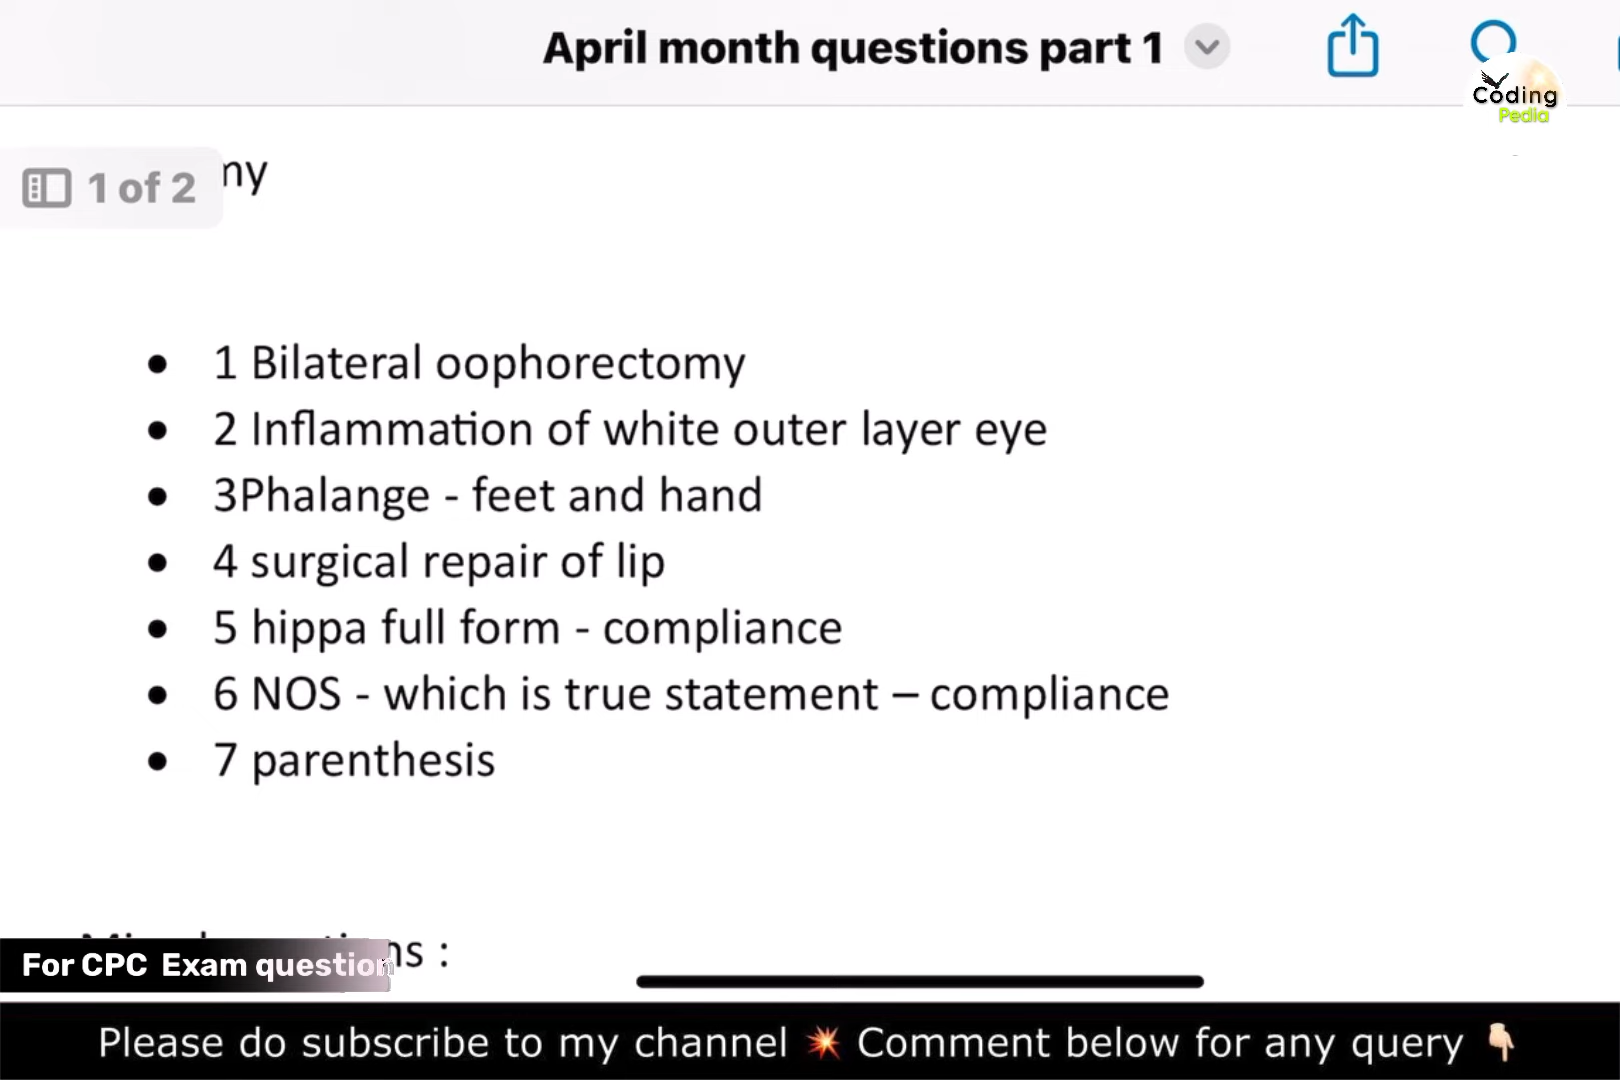 April month questions part 1
Coding
Pedia
1 of 2
my
• 1 Bilateral oophorectomy
• 2 Inflammation of white outer layer eye
• 3Phalange - feet and hand
• 4 surgical repair of lip
• 5 hippa full form - compliance
• 6 NOS - which is true statement – compliance
• 7 parenthesis
For CPC Exam question
Please do subscribe to my channel 💥 Comment below for any query 👇🏻